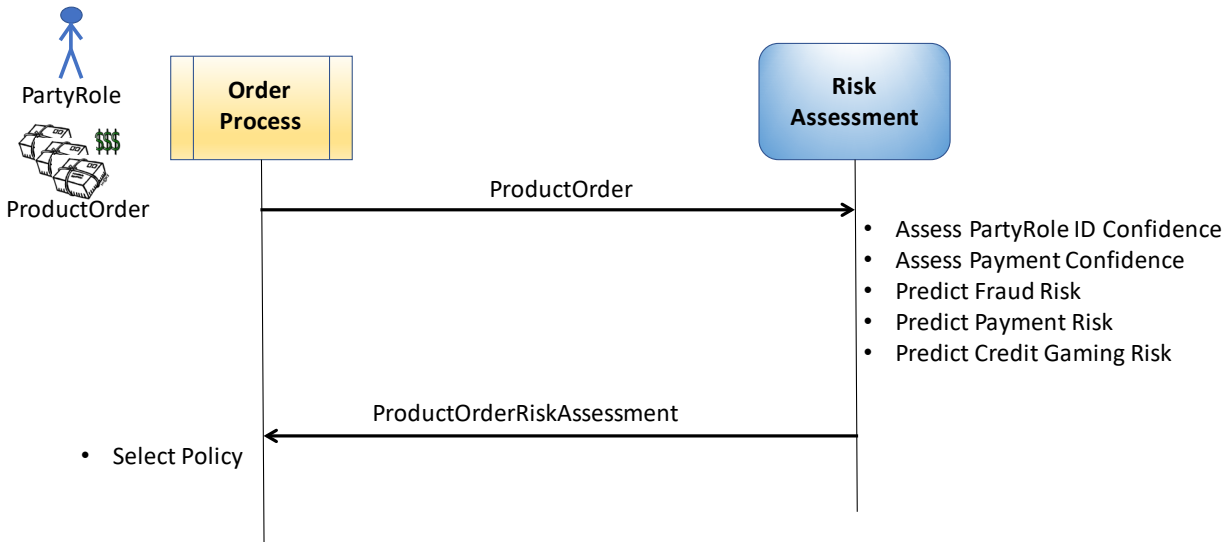 PartyRole
$$$
ProductOrder
Order
Process
Risk
Assessment
ProductOrder
• Assess PartyRole ID Confidence
• Assess Payment Confidence
• Predict Fraud Risk
• Predict Payment Risk
• Predict Credit Gaming Risk
ProductOrderRiskAssessment
• Select Policy